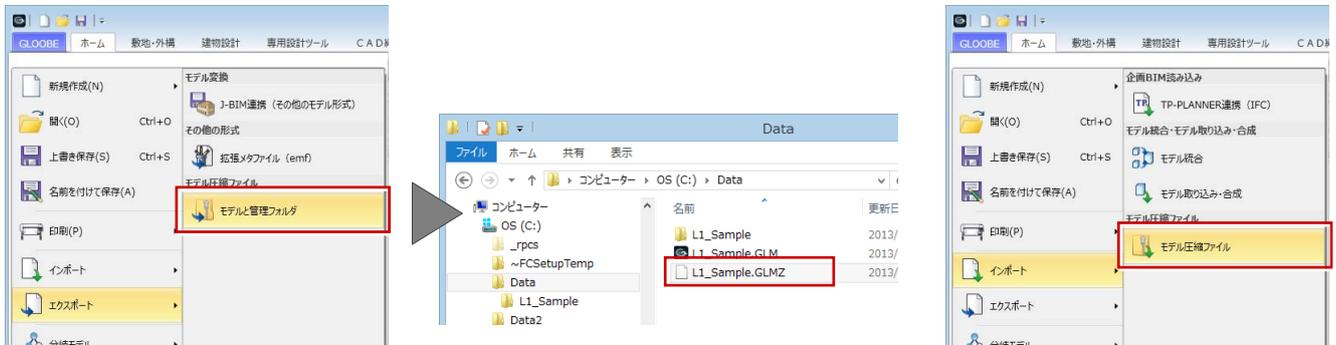 GLOOBE ホーム 敷地・外構 建物設計 専用設計ツール CAD
新規作成(N)
開く(O) Ctrl+O
上書き保存(S) Ctrl+S
名前を付けて保存(A)
印刷(P)
インポート
エクスポート
モデル変換
J-BIM連携（その他のモデル形式）
その他の形式
拡張メタファイル（emf）
モデル圧縮ファイル
モデルと管理フォルダ
Data
ファイル ホーム 共有 表示
コンピューター OS (C:) Data
コンピューター
OS (C:)
_rpcs
~FCSetupTemp
Data
L1_Sample
Data2
名前 更新日
L1_Sample 2013/
L1_Sample.GLM 2013/
L1_Sample.GLMZ 2013/
GLOOBE ホーム 敷地・外構 建物設計 専用設計ツール CAD
新規作成(N)
開く(O) Ctrl+O
上書き保存(S) Ctrl+S
名前を付けて保存(A)
印刷(P)
インポート
エクスポート
企画BIM読み込み
TP-PLANNER連携（IFC）
モデル統合・モデル取り込み・合成
モデル統合
モデル取り込み・合成
モデル圧縮ファイル
モデル圧縮ファイル